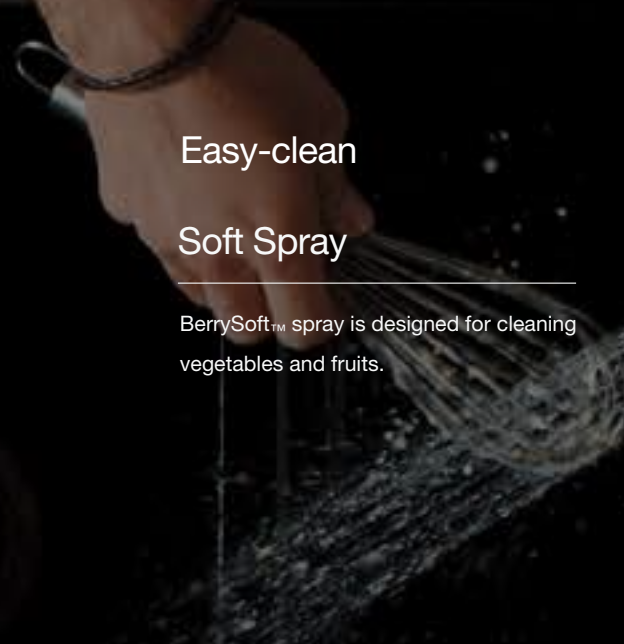 Easy-clean
Soft Spray
BerrySoft™ spray is designed for cleaning
vegetables and fruits.